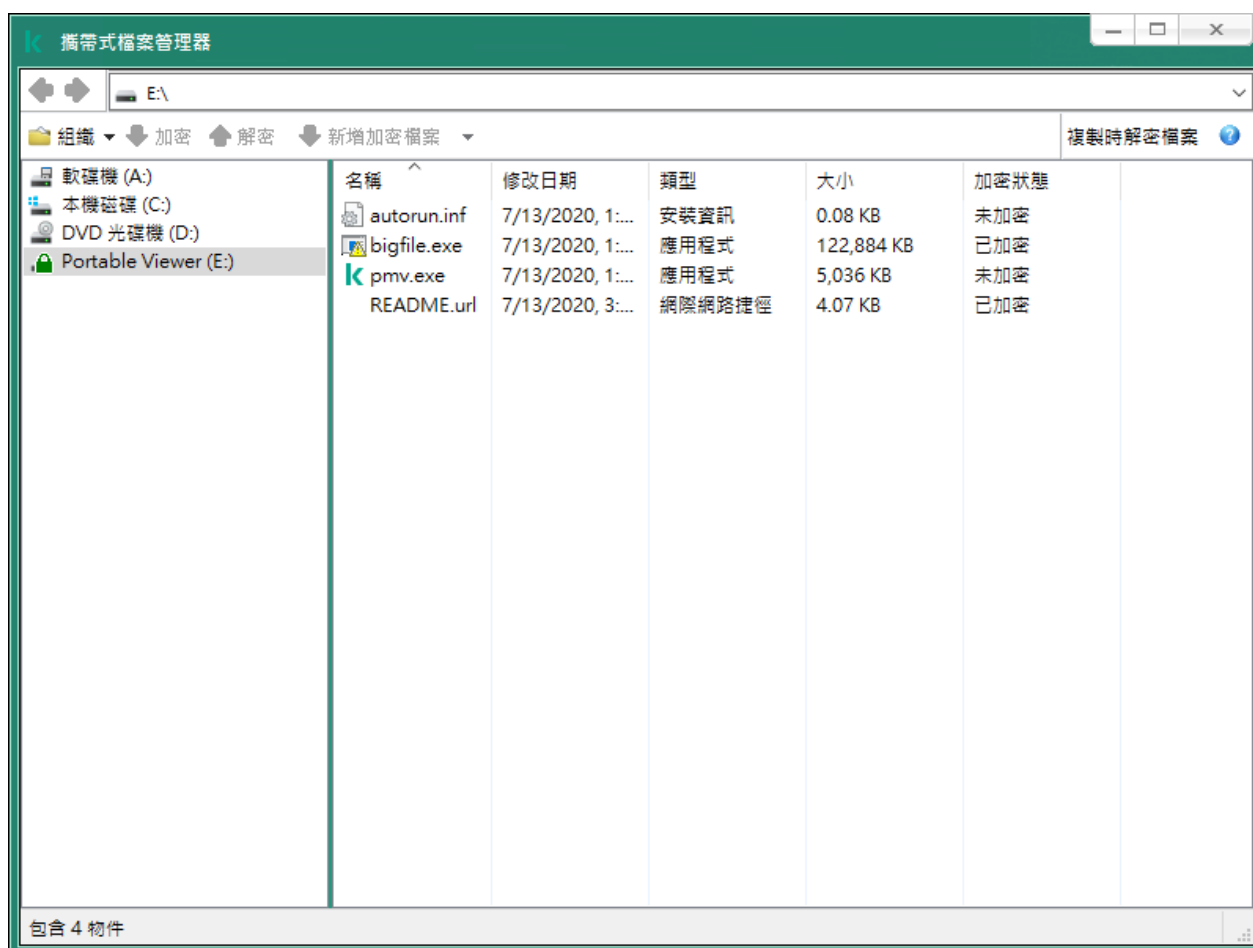 攜帶式檔案管理器
E:\
組織 加密 解密 新增加密檔案 複製時解密檔案
軟碟機 (A:)
本機磁碟 (C:)
DVD 光碟機 (D:)
Portable Viewer (E:)
名稱 修改日期 類型 大小 加密狀態
autorun.inf 7/13/2020, 1:... 安裝資訊 0.08 KB 未加密
bigfile.exe 7/13/2020, 1:... 應用程式 122,884 KB 已加密
pmv.exe 7/13/2020, 1:... 應用程式 5,036 KB 未加密
README.url 7/13/2020, 3:... 網際網路捷徑 4.07 KB 已加密
包含 4 物件